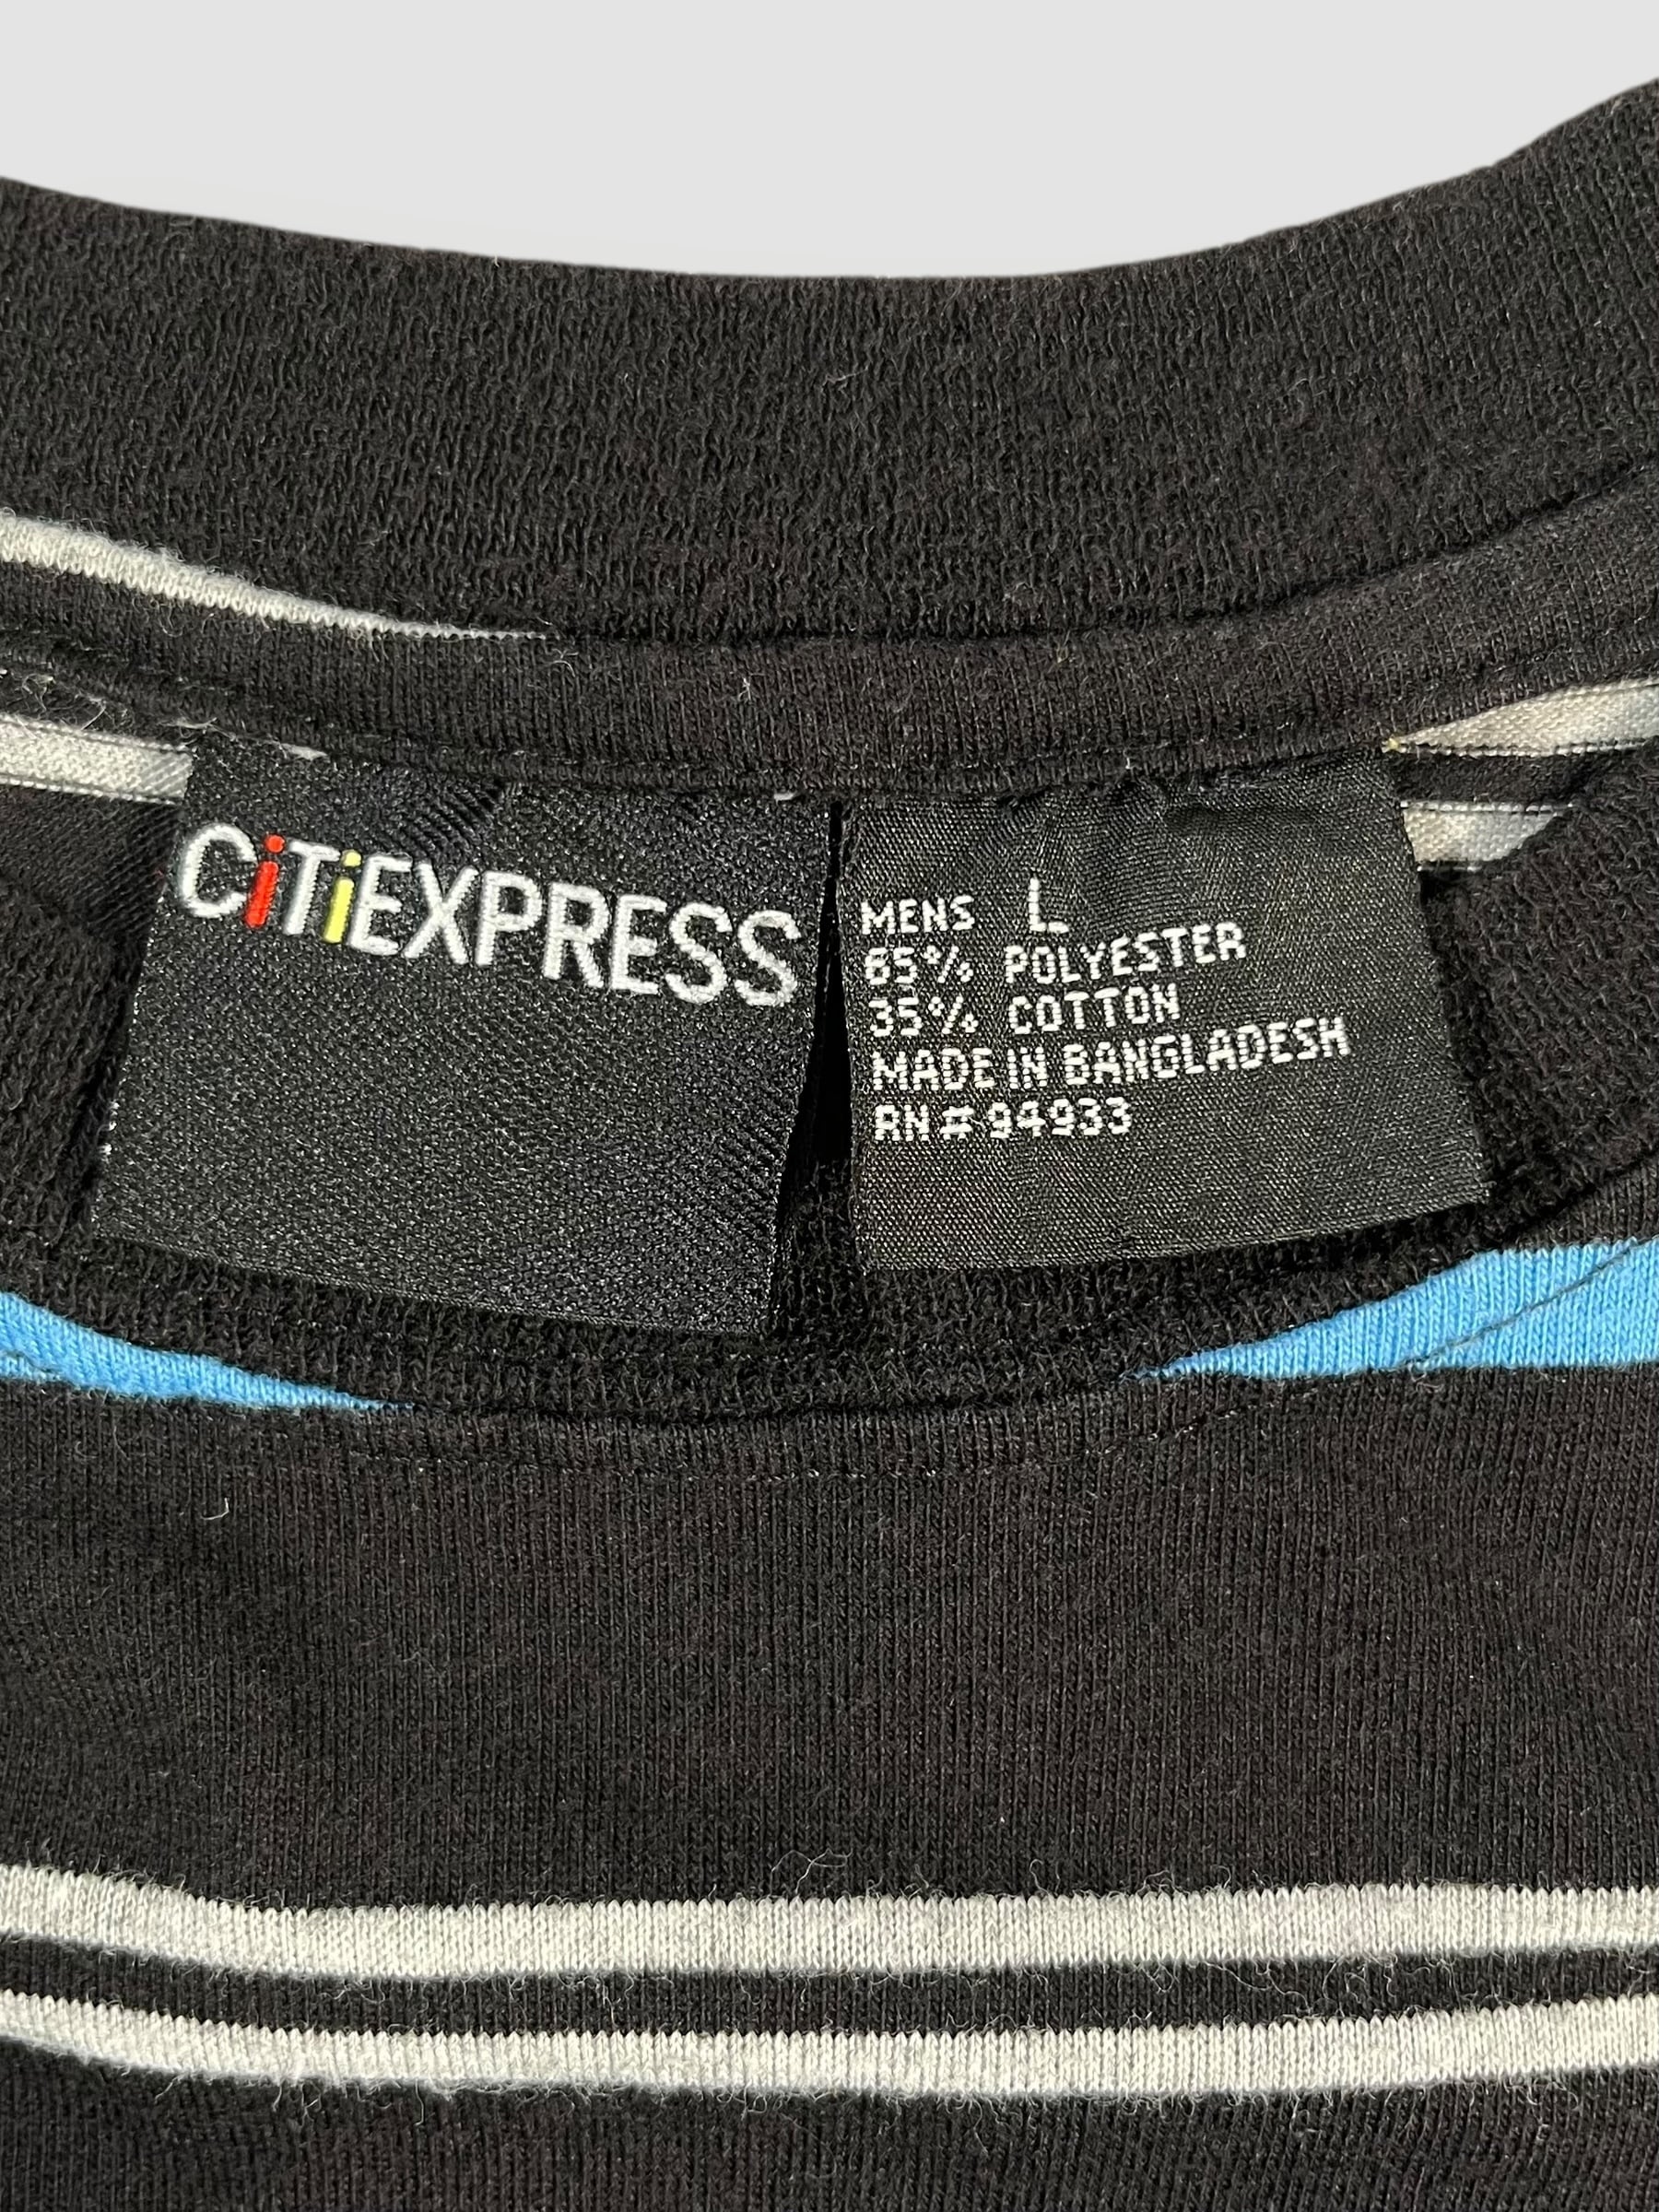 CiTiEXPRESS
MENS L
65% POLYESTER
35% COTTON
MADE IN BANGLADESH
RN# 94933